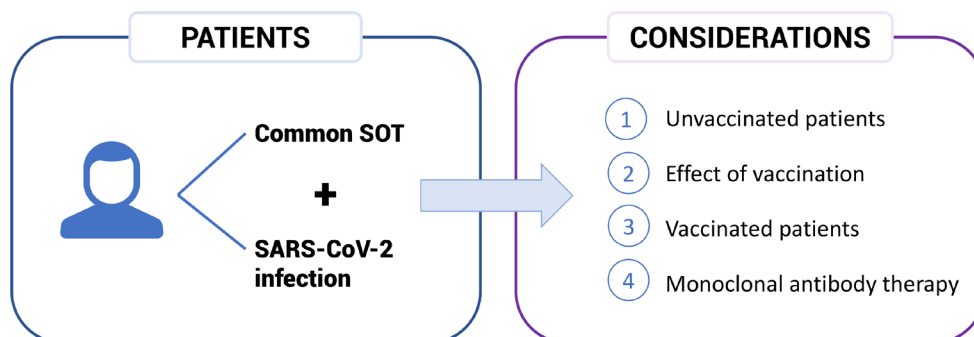 PATIENTS
Common SOT
+
SARS-CoV-2
infection
CONSIDERATIONS
1 Unvaccinated patients
2 Effect of vaccination
3 Vaccinated patients
4 Monoclonal antibody therapy